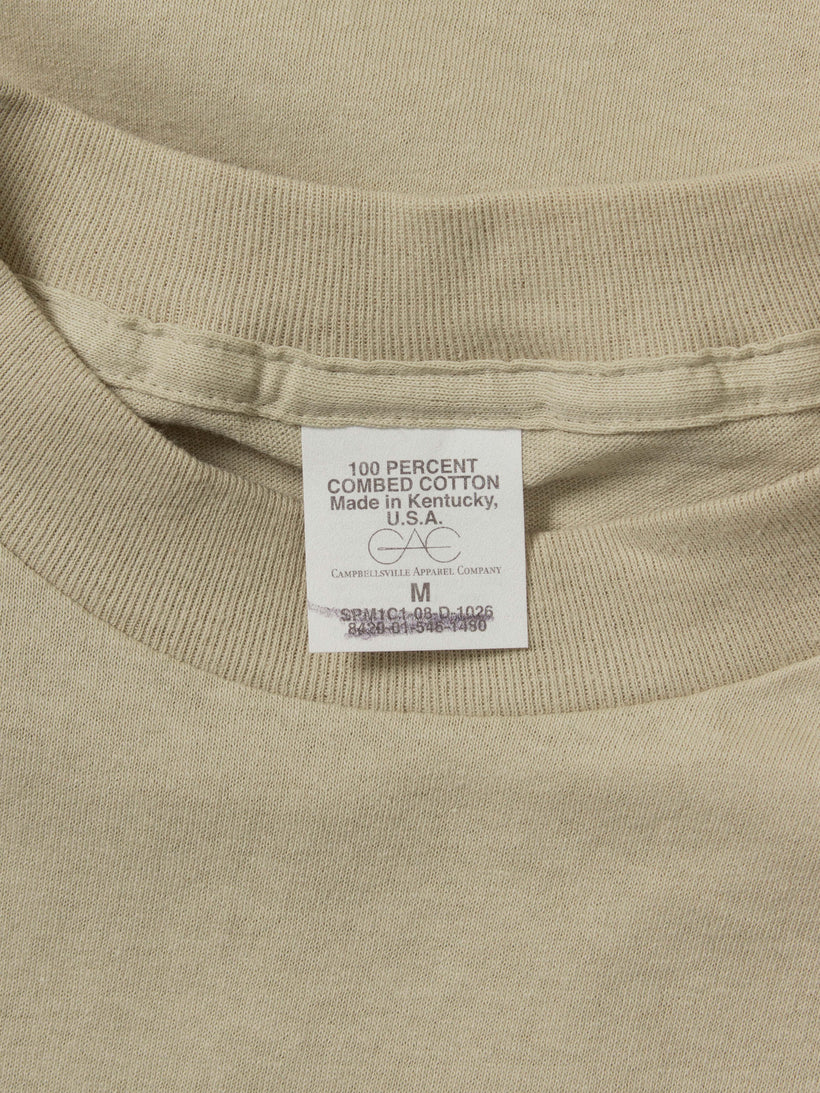 100 PERCENT
COMBED COTTON
Made in Kentucky,
U.S.A.
CAC
CAMPBELLSVILLE APPAREL COMPANY
M
SPM1C1-08-D-1026
8420-01-546-1480